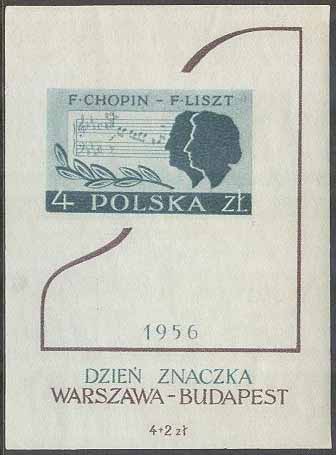 F·CHOPIN - F·LISZT
4 POLSKA ZŁ
1956
DZIEŃ ZNACZKA
WARSZAWA-BUDAPEST
4+2 zł